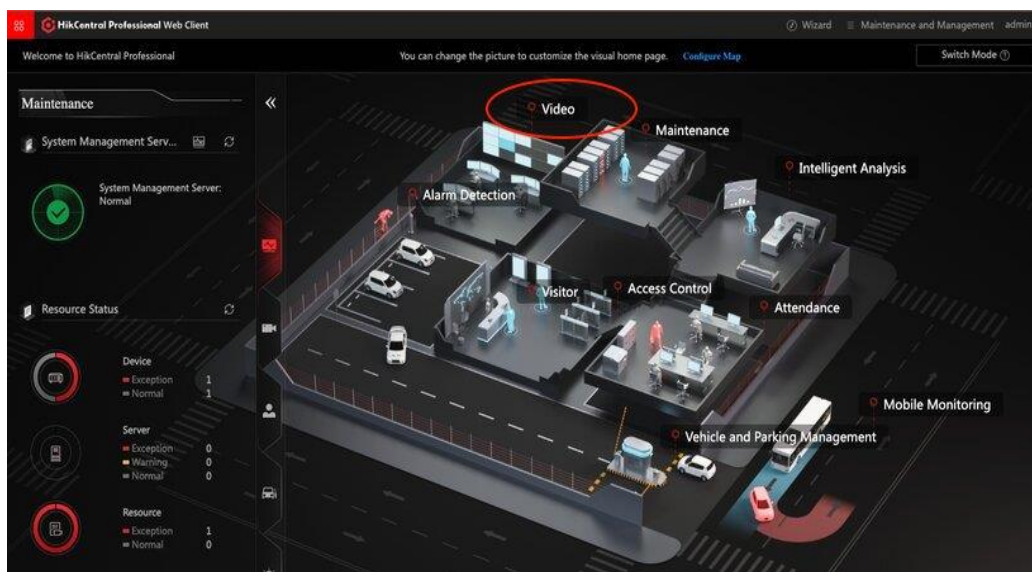 HikCentral Professional Web Client
Wizard
Maintenance and Management
admin
Welcome to HikCentral Professional
You can change the picture to customize the visual home page.
Configure Map
Switch Mode
Maintenance
System Management Serv...
System Management Server:
Normal
Resource Status
Device
Exception 1
Normal 1
Server
Exception 0
Warning 0
Normal 0
Resource
Exception 1
Normal 0
Video
Maintenance
Intelligent Analysis
Alarm Detection
Visitor
Access Control
Attendance
Mobile Monitoring
Vehicle and Parking Management